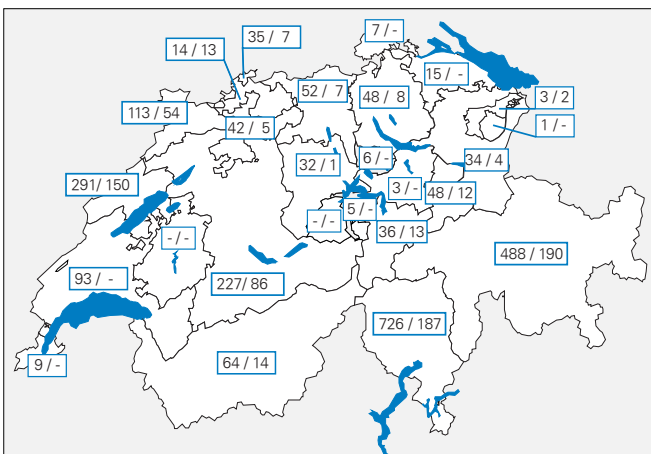 7 / -
35 / 7
14 / 13
15 / -
52 / 7
48 / 8
3 / 2
113 / 54
42 / 5
1 / -
6 / -
34 / 4
32 / 1
291 / 150
3 / -
48 / 12
5 / -
- / -
36 / 13
- / -
488 / 190
93 / -
227/ 86
726 / 187
64 / 14
9 / -